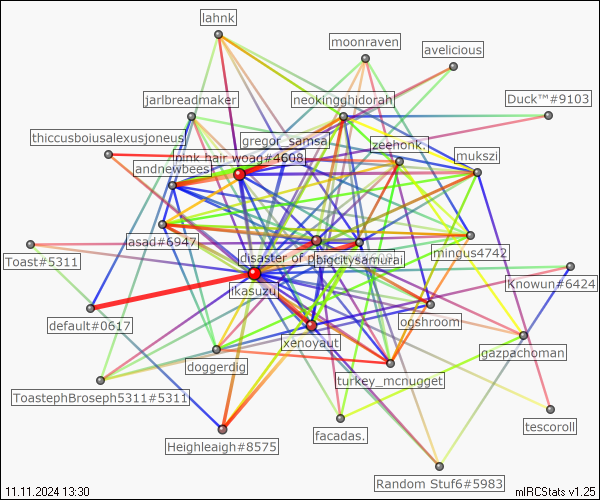 lahnk
moonraven
avelicious
jarlbreadmaker
neokingghidorah
Duck™#9103
thiccusboiusalexusjoneus
gregor_samsa
zeehonk.
mukszi
andnewbees
pink hair woag#4608
asad#6947
mingus4742
Toast#5311
disaster of p
bigcitysamurai
ikasuzu
Knowun#6424
default#0617
ogshroom
xenoyaut
gazpachoman
doggerdig
turkey_mcnugget
ToastephBroseph5311#5311
tescoroll
facadas.
Heighleaigh#8575
Random Stuf6#5983
11.11.2024 13:30
mIRCStats v1.25